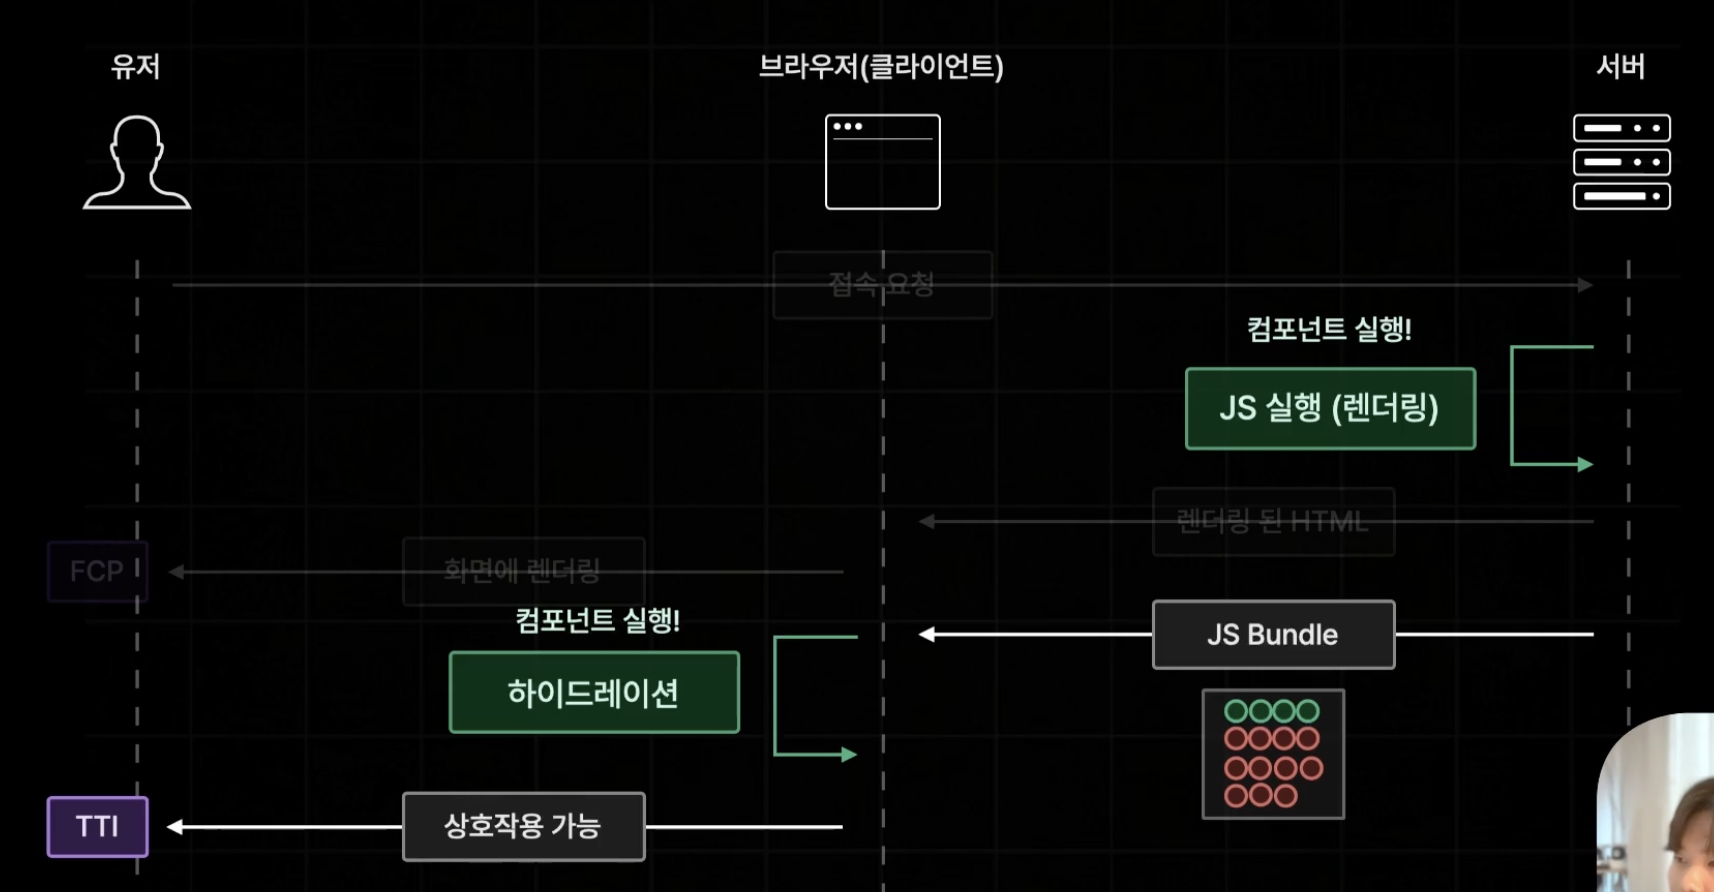 유저
브라우저(클라이언트)
서버
접속 요청
컴포넌트 실행!
JS 실행 (렌더링)
렌더링 된 HTML
FCP
화면에 렌더링
컴포넌트 실행!
JS Bundle
하이드레이션
TTI
상호작용 가능